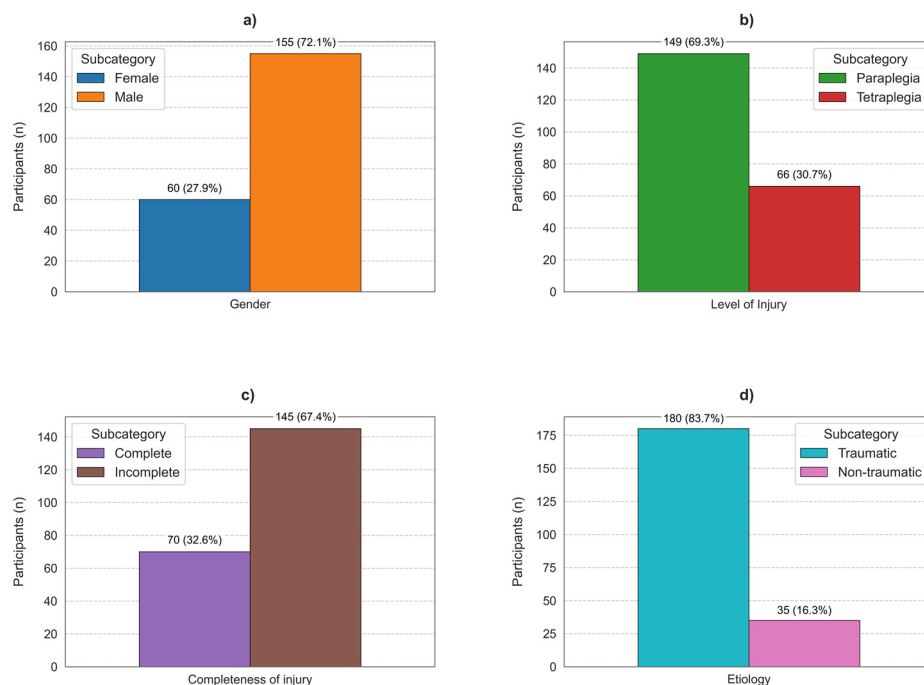 a)
155 (72.1%)
160
140
120
100
80
60
40
20
0
Participants (n)
Subcategory
Female
Male
60 (27.9%)
Gender
b)
149 (69.3%)
140
120
100
80
60
40
20
0
Participants (n)
Subcategory
Paraplegia
Tetraplegia
66 (30.7%)
Level of Injury
c)
145 (67.4%)
140
120
100
80
60
40
20
0
Participants (n)
Subcategory
Complete
Incomplete
70 (32.6%)
Completeness of injury
d)
180 (83.7%)
175
150
125
100
75
50
25
0
Participants (n)
Subcategory
Traumatic
Non-traumatic
35 (16.3%)
Etiology